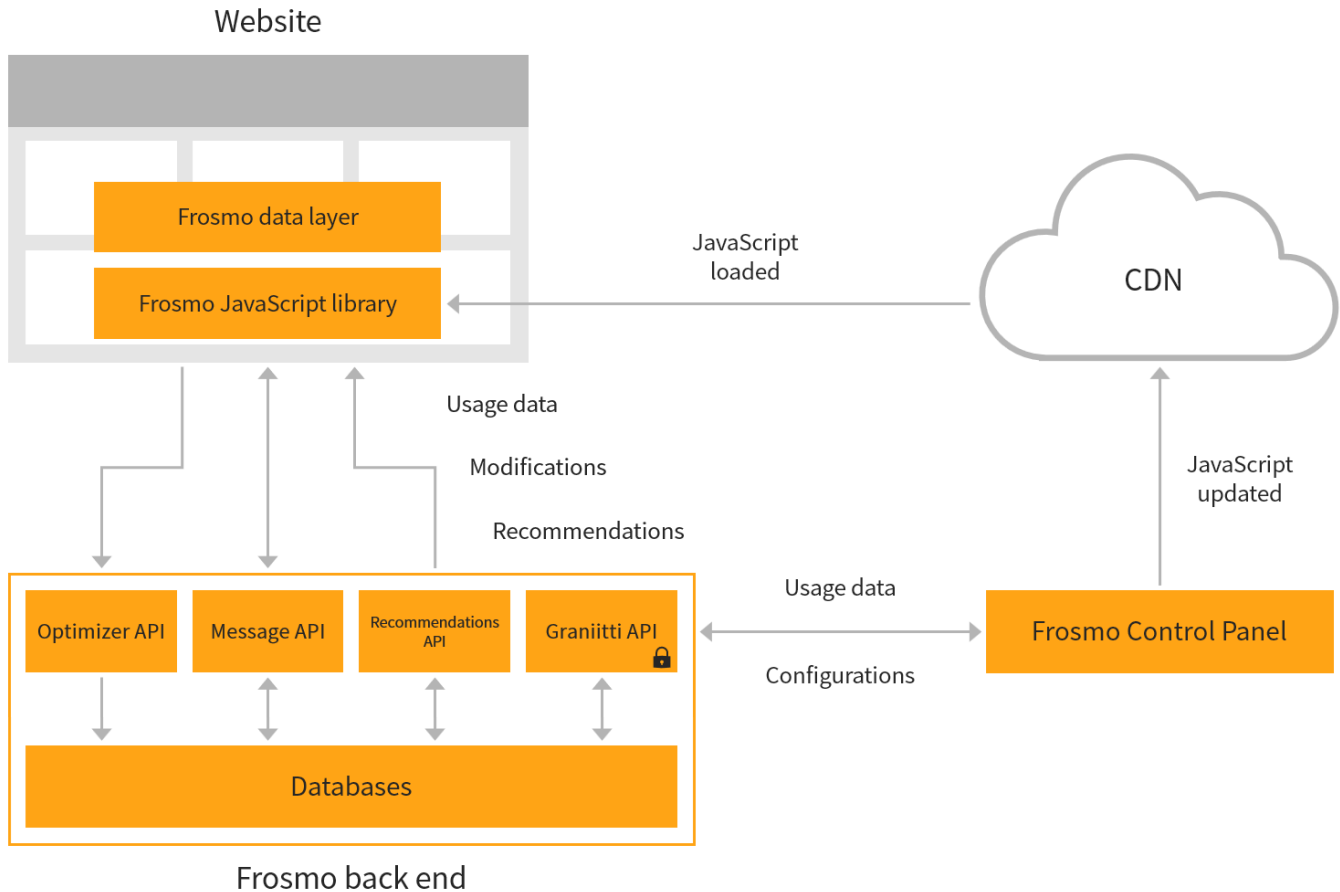 Website
Frosmo data layer
Frosmo JavaScript library
JavaScript
loaded
CDN
Usage data
Modifications
Recommendations
JavaScript
updated
Optimizer API
Message API
Recommendations
API
Graniitti API
Usage data
Configurations
Frosmo Control Panel
Databases
Frosmo back end